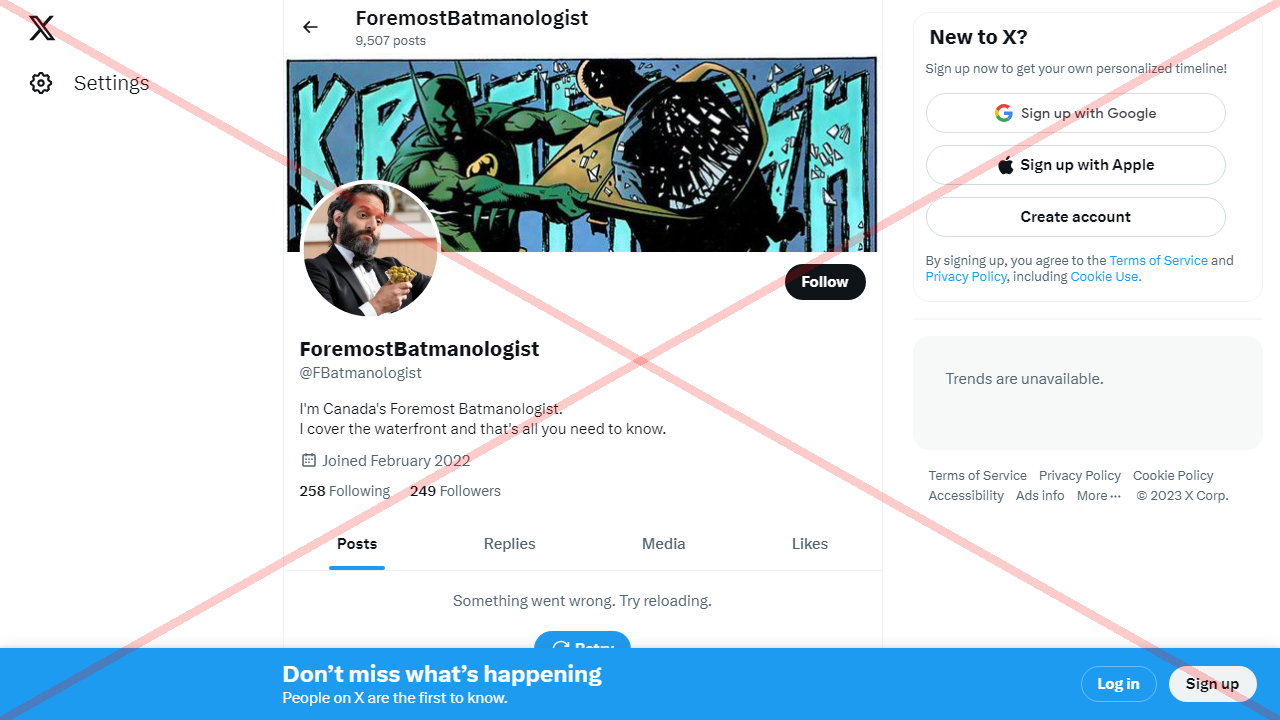 Settings
ForemostBatmanologist
9,507 posts
ForemostBatmanologist
@FBatmanologist
Follow
I'm Canada's Foremost Batmanologist.
I cover the waterfront and that's all you need to know.
Joined February 2022
258 Following 249 Followers
Posts Replies Media Likes
Something went wrong. Try reloading.
Retry
New to X?
Sign up now to get your own personalized timeline!
Sign up with Google
Sign up with Apple
Create account
By signing up, you agree to the Terms of Service and
Privacy Policy, including Cookie Use.
Trends are unavailable.
Terms of Service Privacy Policy Cookie Policy
Accessibility Ads info More ··· © 2023 X Corp.
Don’t miss what’s happening
People on X are the first to know.
Log in Sign up